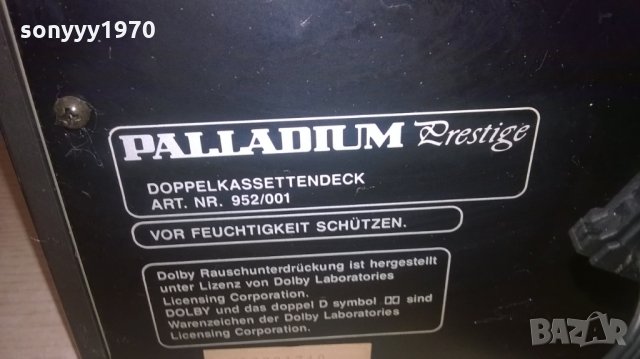 sonyyy1970
PALLADIUM Prestige
DOPPELKASSETTENDECK
ART. NR. 952/001
VOR FEUCHTIGKEIT SCHÜTZEN.
Dolby Rauschunterdrückung ist hergestellt
unter Lizenz von Dolby Laboratories
Licensing Corporation.
DOLBY und das doppel D symbol sind
Warenzeichen der Dolby Laboratories
Licensing Corporation.
BAZAR